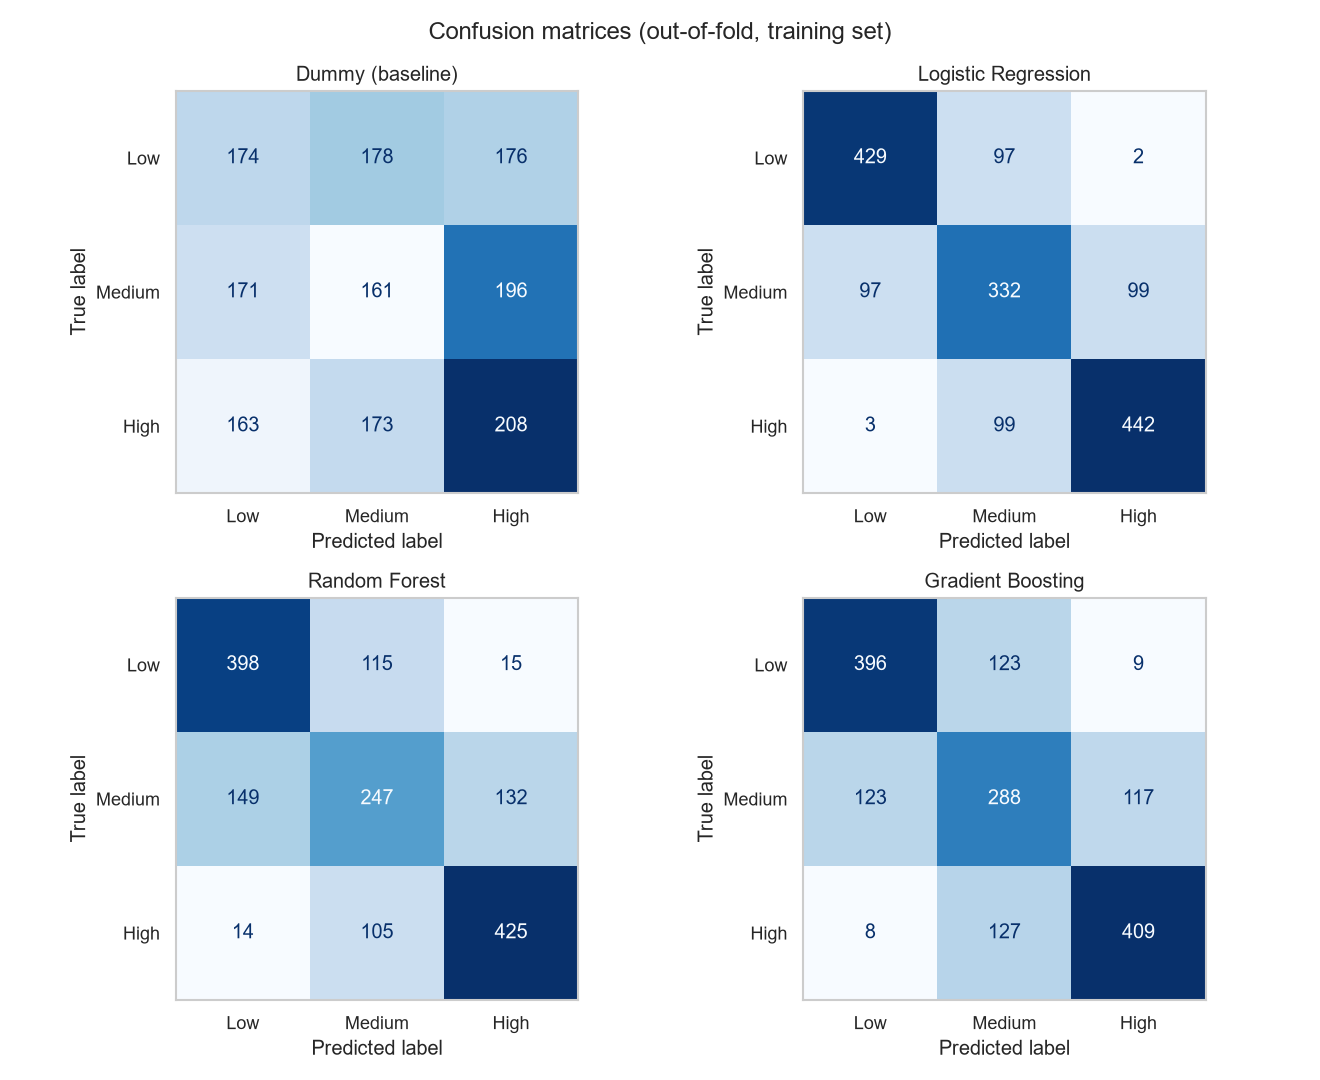 Confusion matrices (out-of-fold, training set)
Dummy (baseline)
True label
Low 174 178 176
Medium 171 161 196
High 163 173 208
Low Medium High
Predicted label
Logistic Regression
True label
Low 429 97 2
Medium 97 332 99
High 3 99 442
Low Medium High
Predicted label
Random Forest
True label
Low 398 115 15
Medium 149 247 132
High 14 105 425
Low Medium High
Predicted label
Gradient Boosting
True label
Low 396 123 9
Medium 123 288 117
High 8 127 409
Low Medium High
Predicted label